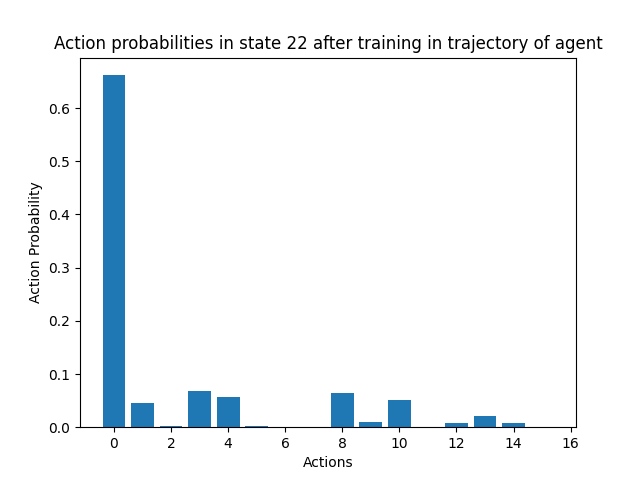 Action probabilities in state 22 after training in trajectory of agent
Action Probability
0.6
0.5
0.4
0.3
0.2
0.1
0.0
0 2 4 6 8 10 12 14 16
Actions